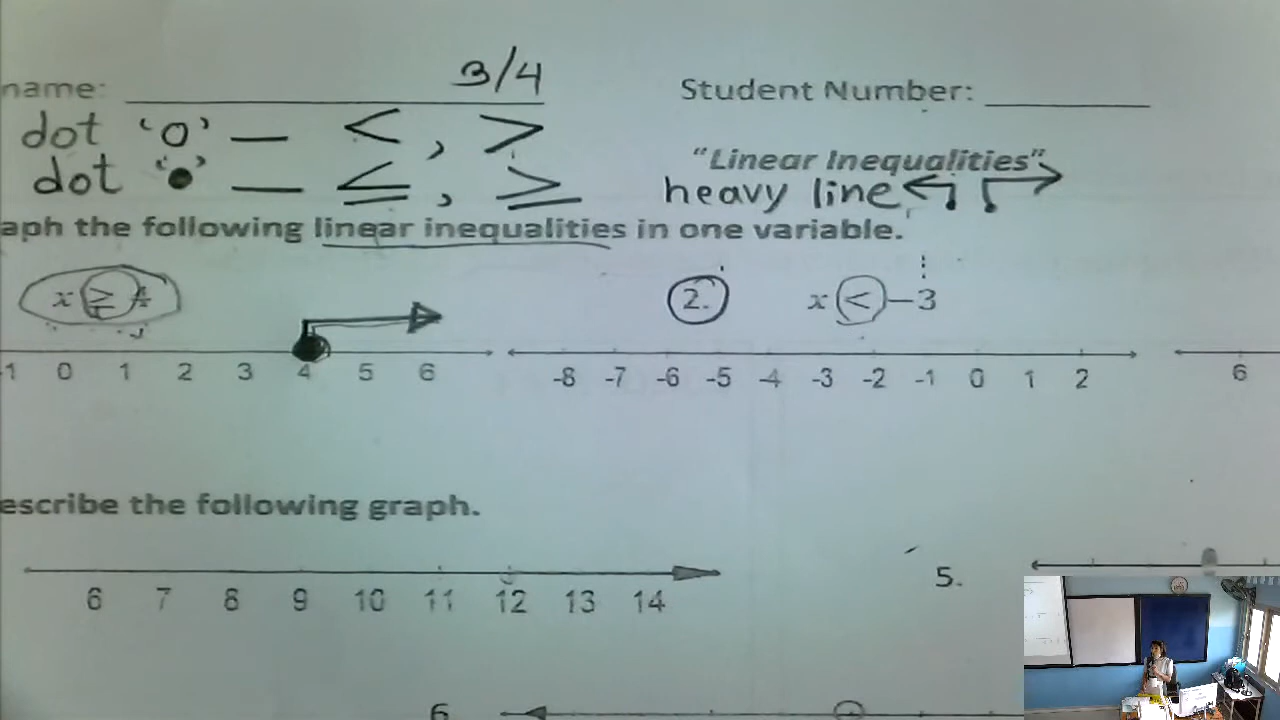 name: 3/4 Student Number:
dot 'o' — <, >
dot '•' — ≤, ≥ "Linear Inequalities"
heavy line
aph the following linear inequalities in one variable.
x ≥ 4 2. x < -3
-1 0 1 2 3 4 5 6 -8 -7 -6 -5 -4 -3 -2 -1 0 1 2 6
escribe the following graph.
5.
6 7 8 9 10 11 12 13 14
6